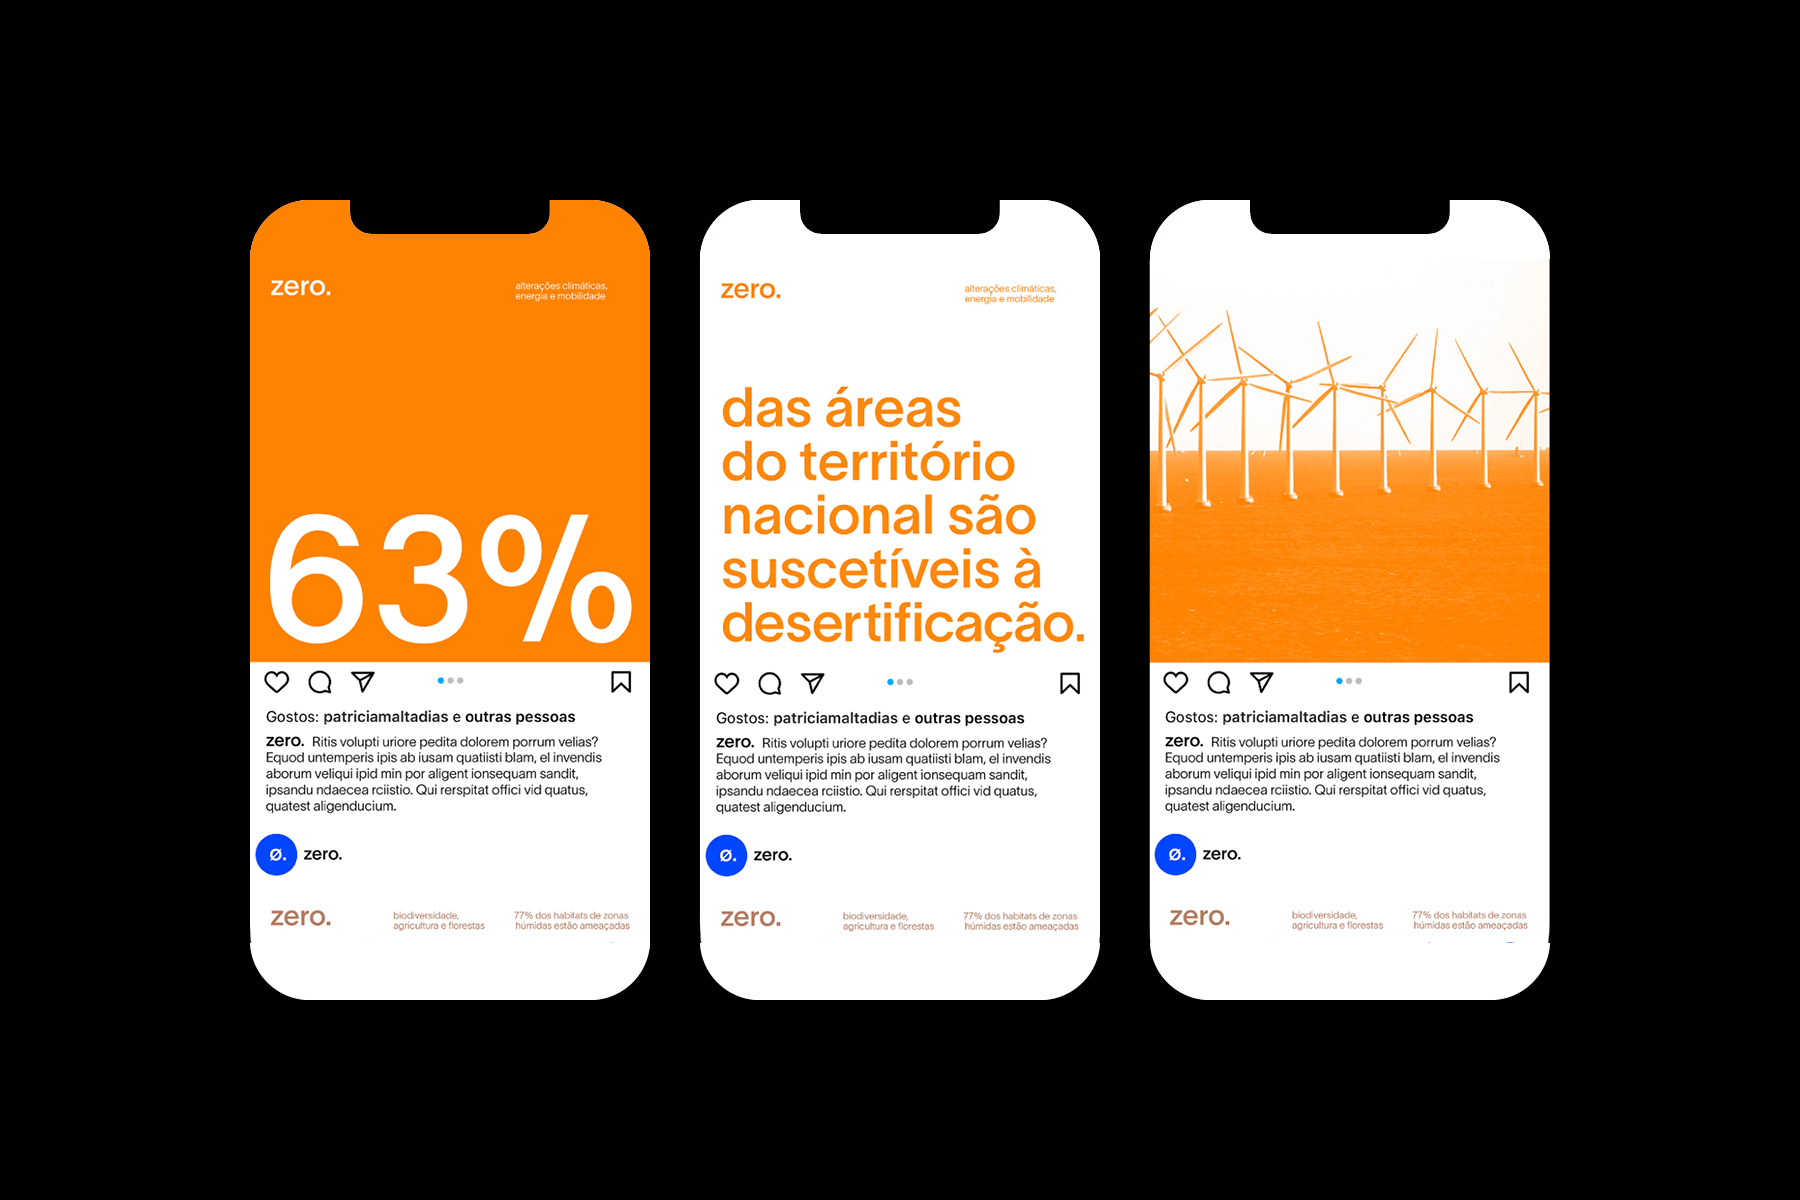 zero.
alterações climáticas,
energia e mobilidade
63%
Gostos: patriciamaltadias e outras pessoas
zero. Ritis volupti uriore pedita dolorem porrum velias?
Equod untemperis ipis ab iusam quatiisti blam, el invendis
aborum veliqui ipid min por aligent ionsequam sandit,
ipsandu ndaecea rciistio. Qui rerspitat offici vid quatus,
quatest aligenducium.
Ø. zero.
zero.
biodiversidade,
agricultura e florestas
77% dos habitats de zonas
húmidas estão ameaçadas
zero.
alterações climáticas,
energia e mobilidade
das áreas
do território
nacional são
suscetíveis à
desertificação.
Gostos: patriciamaltadias e outras pessoas
zero. Ritis volupti uriore pedita dolorem porrum velias?
Equod untemperis ipis ab iusam quatiisti blam, el invendis
aborum veliqui ipid min por aligent ionsequam sandit,
ipsandu ndaecea rciistio. Qui rerspitat offici vid quatus,
quatest aligenducium.
Ø. zero.
zero.
biodiversidade,
agricultura e florestas
77% dos habitats de zonas
húmidas estão ameaçadas
Gostos: patriciamaltadias e outras pessoas
zero. Ritis volupti uriore pedita dolorem porrum velias?
Equod untemperis ipis ab iusam quatiisti blam, el invendis
aborum veliqui ipid min por aligent ionsequam sandit,
ipsandu ndaecea rciistio. Qui rerspitat offici vid quatus,
quatest aligenducium.
Ø. zero.
zero.
biodiversidade,
agricultura e florestas
77% dos habitats de zonas
húmidas estão ameaçadas